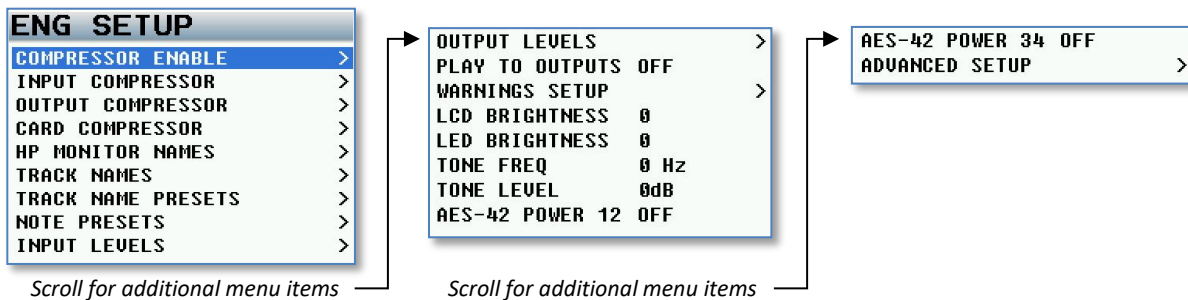 ENG SETUP
COMPRESSOR ENABLE >
INPUT COMPRESSOR >
OUTPUT COMPRESSOR >
CARD COMPRESSOR >
HP MONITOR NAMES >
TRACK NAMES >
TRACK NAME PRESETS >
NOTE PRESETS >
INPUT LEVELS >
Scroll for additional menu items
OUTPUT LEVELS >
PLAY TO OUTPUTS OFF
WARNINGS SETUP >
LCD BRIGHTNESS 0
LED BRIGHTNESS 0
TONE FREQ 0 Hz
TONE LEVEL 0dB
AES-42 POWER 12 OFF
Scroll for additional menu items
AES-42 POWER 34 OFF
ADVANCED SETUP >